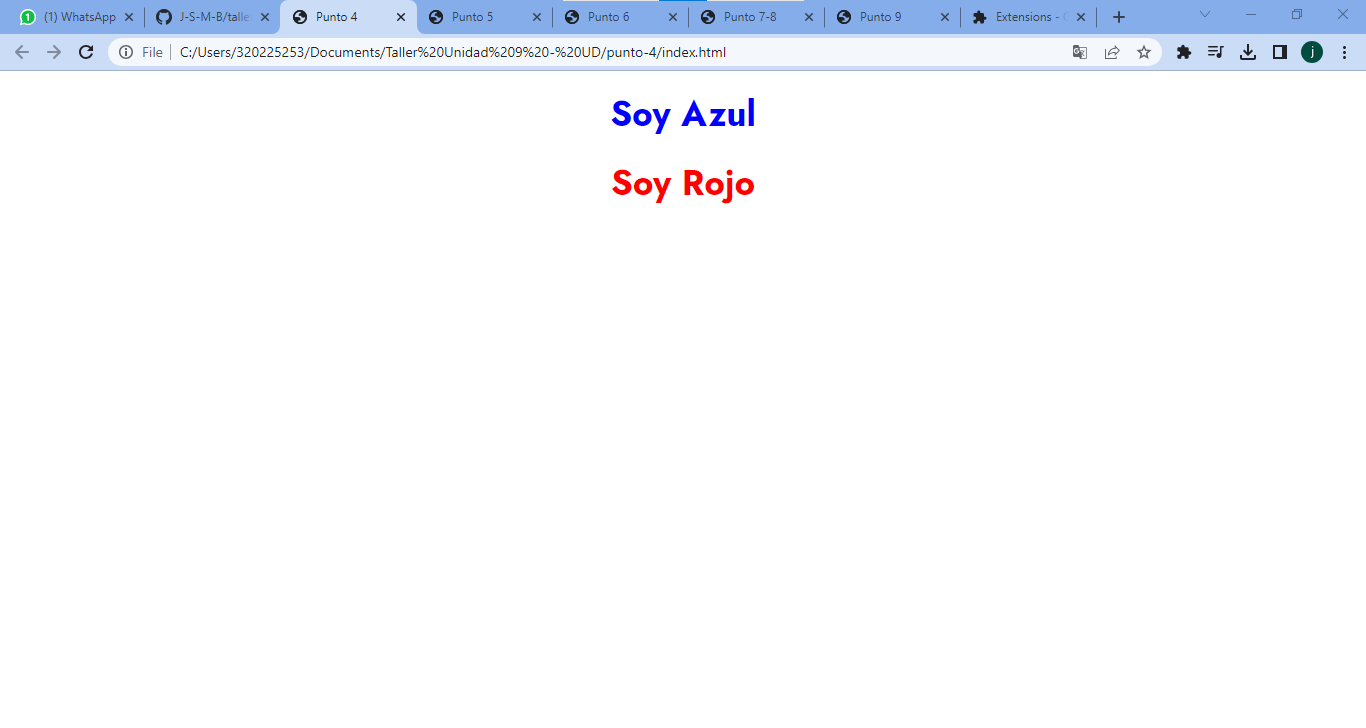 1 (1) WhatsApp
J-S-M-B/talle
Punto 4
Punto 5
Punto 6
Punto 7-8
Punto 9
Extensions -
File C:/Users/320225253/Documents/Taller%20Unidad%209%20-%20UD/punto-4/index.html
j
Soy Azul
Soy Rojo